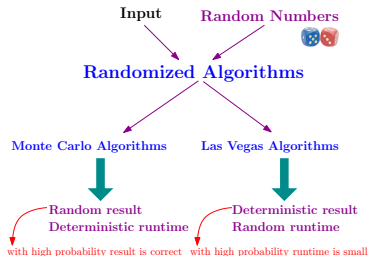 Input
Random Numbers
Randomized Algorithms
Monte Carlo Algorithms
Las Vegas Algorithms
Random result
Deterministic runtime
Deterministic result
Random runtime
with high probability result is correct
with high probability runtime is small